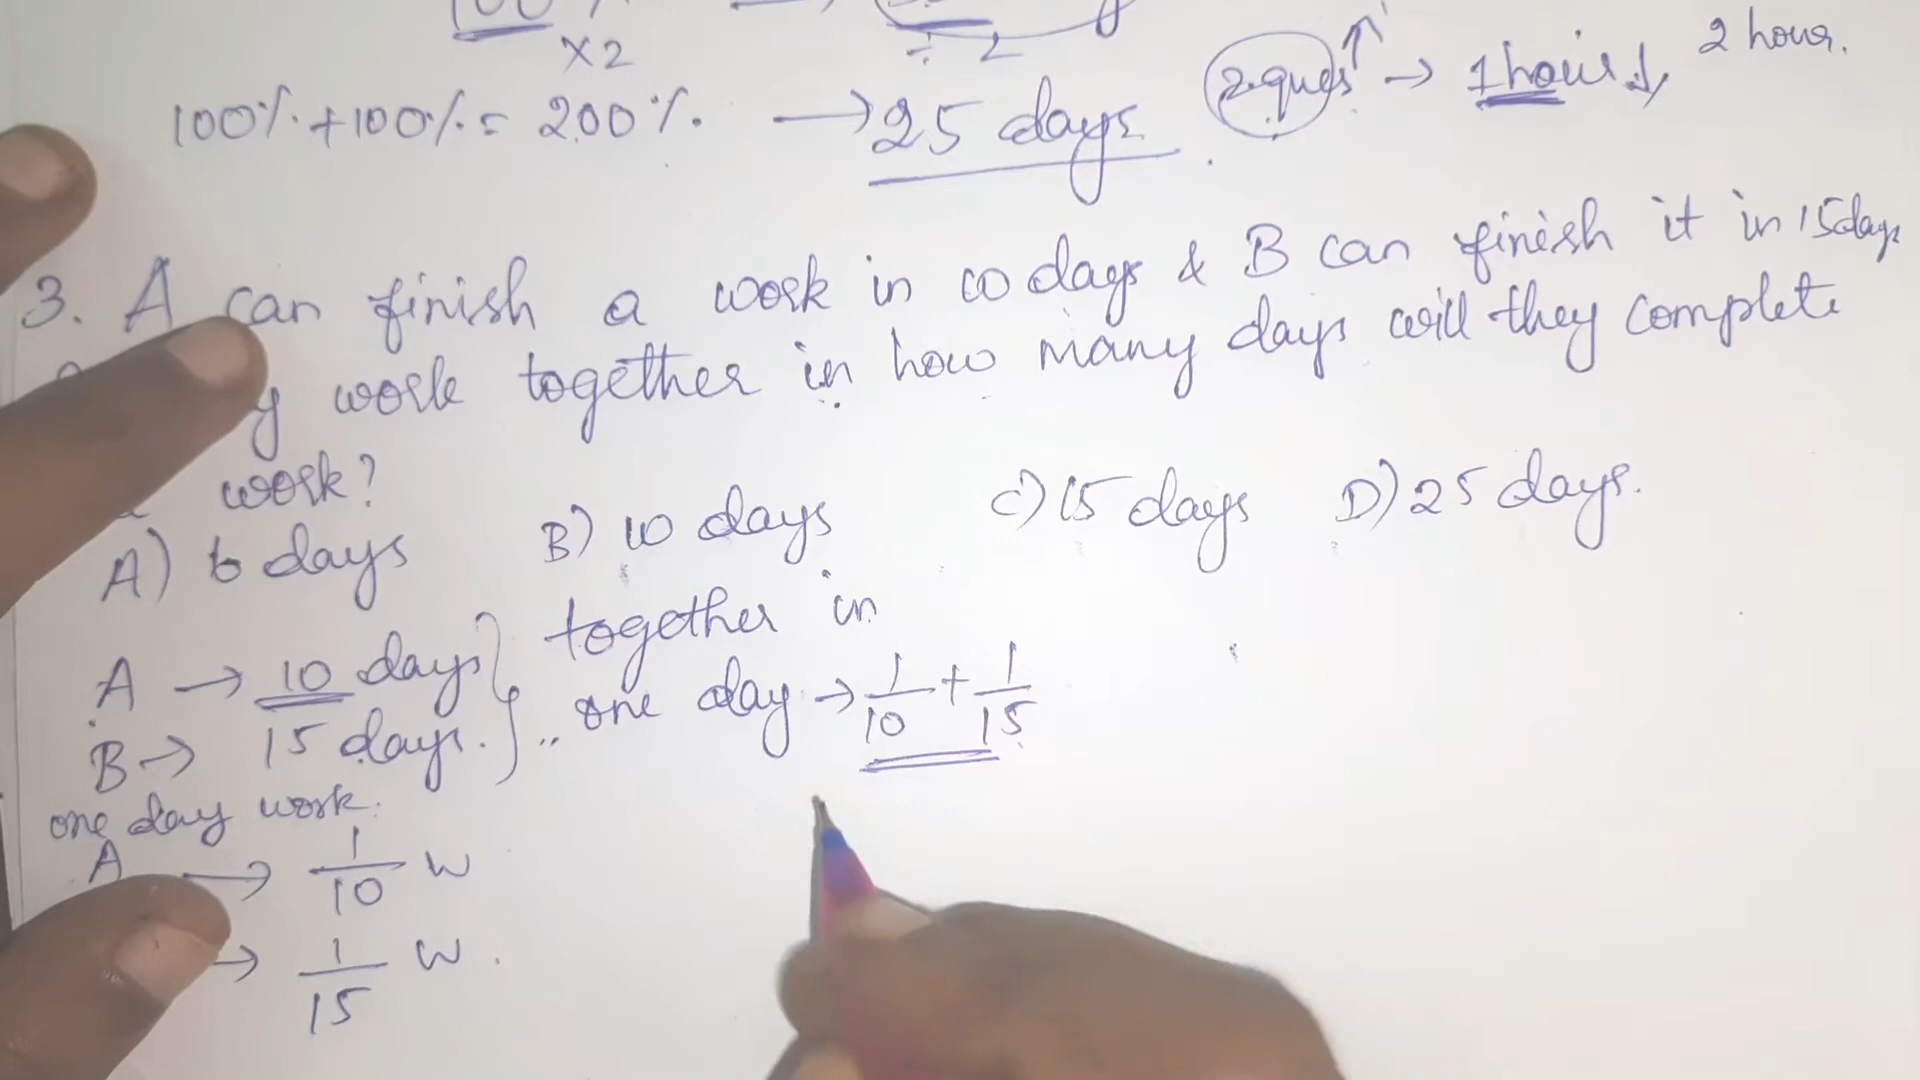 100%
×2
÷ 2
100% + 100% = 200% → 25 days
2 ques ↑ → 1 hour ↓ 2 hour.
3. A can finish a work in 10 days & B can finish it in 15 days
work together in how many days will they complete
work?
A) 6 days B) 10 days C) 15 days D) 25 days.
A → 10 days
B → 15 days.
together in
one day → 1/10 + 1/15
one day work.
A → 1/10 W
→ 1/15 W.